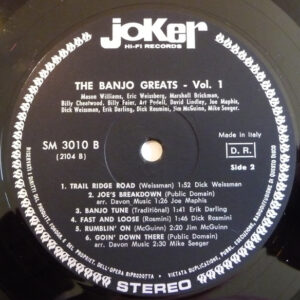 joker
HI-FI RECORDS
THE BANJO GREATS - Vol. 1
Mason Williams, Eric Weissberg, Marshall Brickman,
Billy Cheatwood, Billy Faier, Art Podell, David Lindley, Joe Maphis,
Dick Weissman, Erik Darling, Dick Rosmini, Jim McGuinn, Mike Seeger.
SM 3010 B
(2104 B)
Made in Italy
D. R.
Side 2
1. TRAIL RIDGE ROAD (Weissman) 1:52 Dick Weissman
2. JOE'S BREAKDOWN (Public Domain)
arr. Davon Music 1:26 Joe Maphis
3. BANJO TUNE (Traditional) 1:41 Erik Darling
4. FAST AND LOOSE (Rosmini) 1:46 Dick Rosmini
5. RUMBLIN' ON (McGuinn) 2:20 Jim McGuinn
6. GOIN' DOWN THERE (Public Domain)
arr. Davon Music 2:30 Mike Seeger
STEREO